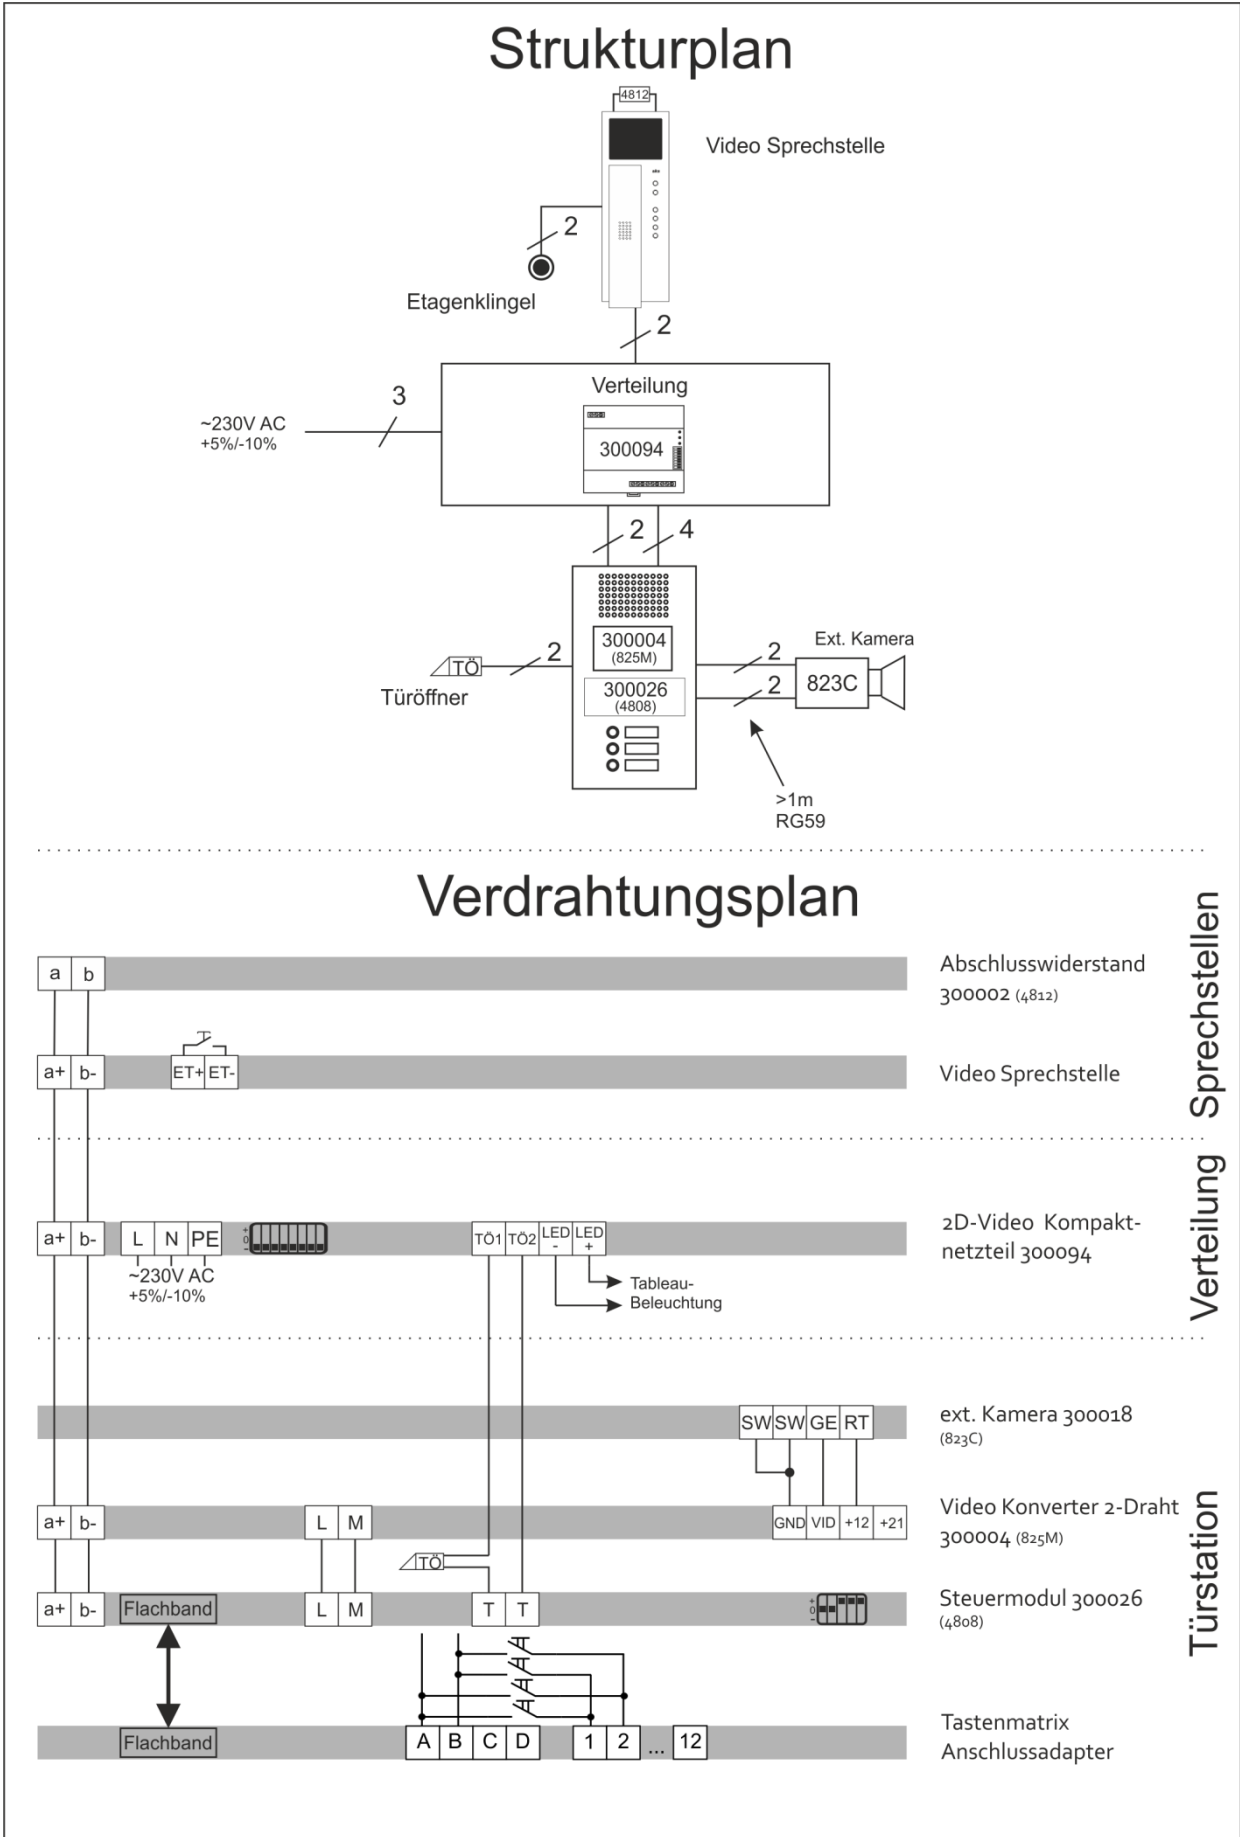 Strukturplan
4812
Video Sprechstelle
2
Etagenklingel
2
Verteilung
3
~230V AC
+5%/-10%
300094
2
4
300004
(825M)
2
TÖ
Türöffner
300026
(4808)
2
2
Ext. Kamera
823C
>1m
RG59
Verdrahtungsplan
Sprechstellen
a b
Abschlusswiderstand
300002 (4812)
a+ b- ET+ ET-
Video Sprechstelle
Verteilung
a+ b- L N PE + 0 - TÖ1 TÖ2 LED - LED +
2D-Video Kompakt-
netzteil 300094
~230V AC
+5%/-10%
Tableau-
Beleuchtung
Türstation
SW SW GE RT
ext. Kamera 300018
(823C)
a+ b- L M GND VID +12 +21
Video Konverter 2-Draht
300004 (825M)
TÖ
a+ b- Flachband L M T T + 0 -
Steuermodul 300026
(4808)
Flachband A B C D 1 2 ... 12
Tastenmatrix
Anschlussadapter